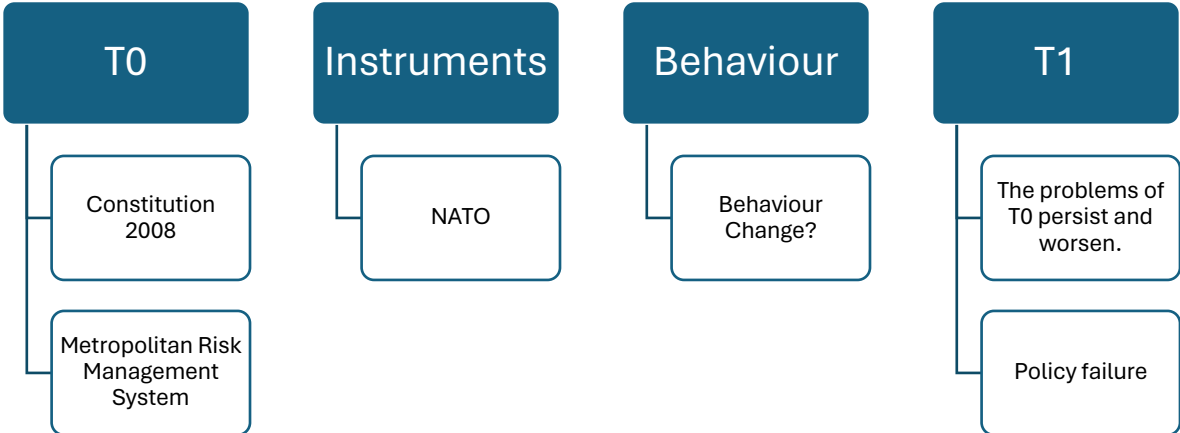 T0
Constitution
2008
Metropolitan Risk
Management
System
Instruments
NATO
Behaviour
Behaviour
Change?
T1
The problems of
T0 persist and
worsen.
Policy failure